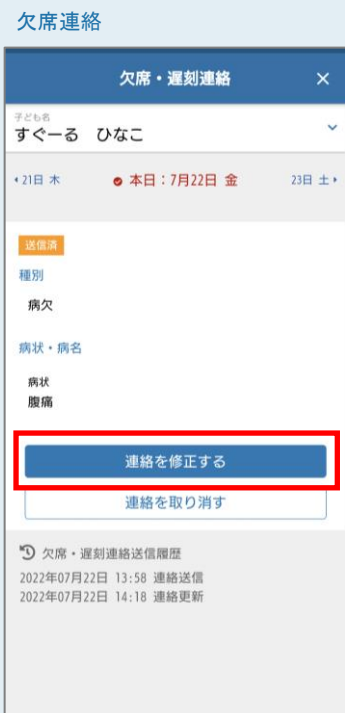 欠席連絡
欠席・遅刻連絡 ×
子ども名
すぐーる ひなこ
21日 木 本日：7月22日 金 23日 土
送信済
種別
病欠
病状・病名
病状
腹痛
連絡を修正する
連絡を取り消す
欠席・遅刻連絡送信履歴
2022年07月22日 13:58 連絡送信
2022年07月22日 14:18 連絡更新